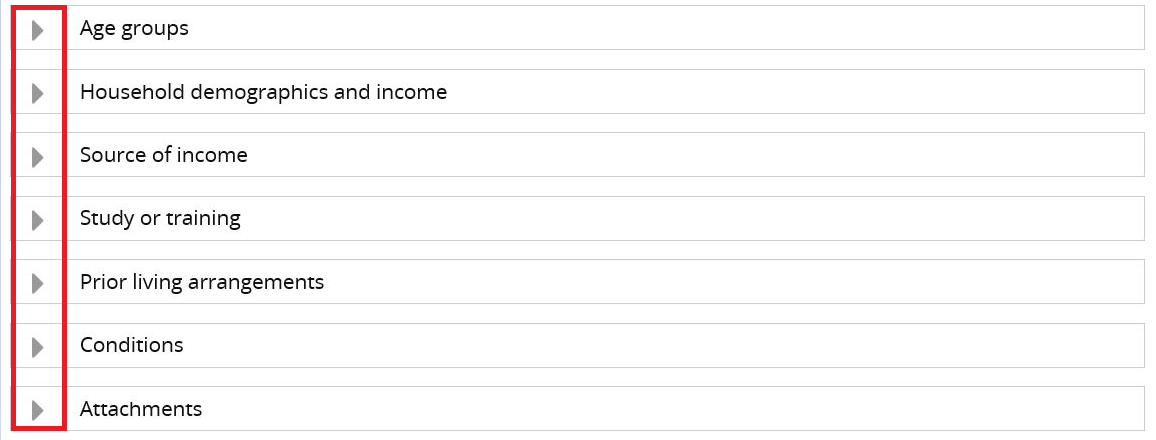 Age groups
Household demographics and income
Source of income
Study or training
Prior living arrangements
Conditions
Attachments